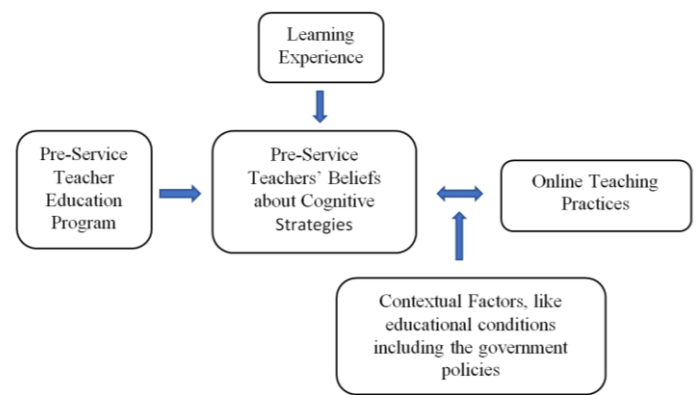 Learning
Experience
Pre-Service
Teacher
Education
Program
Pre-Service
Teachers' Beliefs
about Cognitive
Strategies
Online Teaching
Practices
Contextual Factors, like
educational conditions
including the government
policies